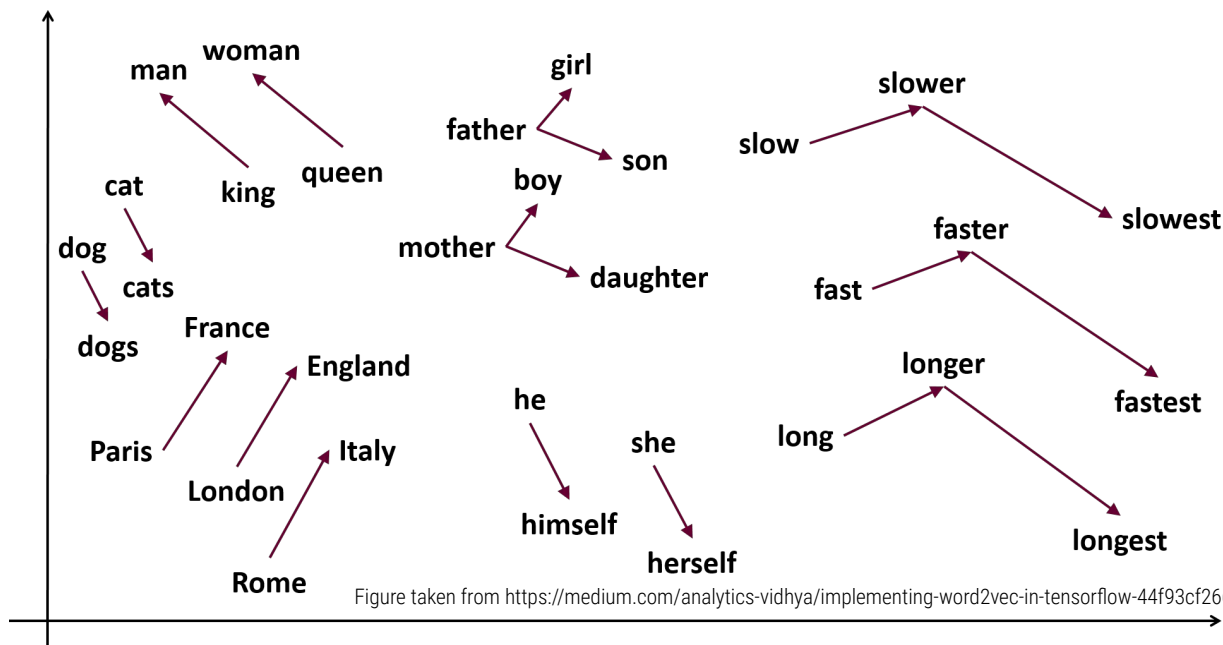 woman
man
girl
slower
father
slow
son
queen
king
boy
cat
slowest
faster
mother
dog
daughter
cats
fast
France
dogs
England
longer
he
fastest
Paris
Italy
she
long
London
himself
longest
herself
Rome
Figure taken from https://medium.com/analytics-vidhya/implementing-word2vec-in-tensorflow-44f93cf26